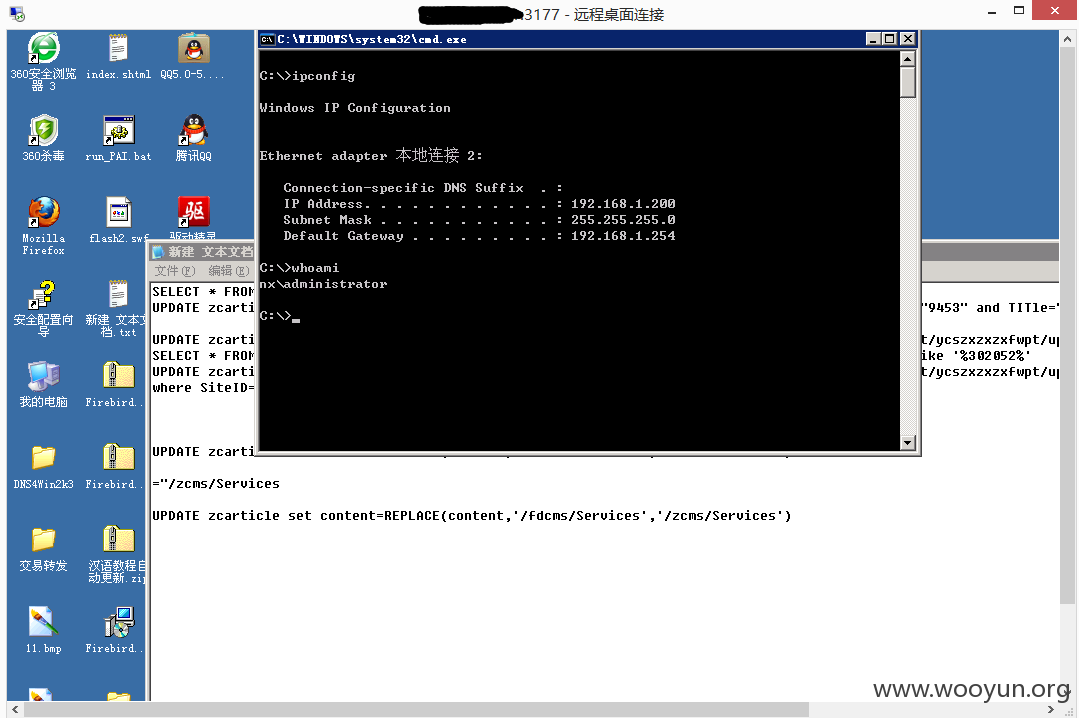 3177 - 远程桌面连接
360安全浏览
器 3
index.shtml
QQ5.0-5....
360杀毒
run_PAI.bat
腾讯QQ
Mozilla
Firefox
flash2.swf
驱动精灵
安全配置向
导
新建 文本文
档.txt
我的电脑
Firebird..
DNS4Win2k3
Firebird..
交易转发
汉语教程自
动更新.zip
11.bmp
Firebird..
C:\WINDOWS\system32\cmd.exe
C:\>ipconfig
Windows IP Configuration
Ethernet adapter 本地连接 2:
Connection-specific DNS Suffix  . :
IP Address. . . . . . . . . . . . : 192.168.1.200
Subnet Mask . . . . . . . . . . . : 255.255.255.0
Default Gateway . . . . . . . . . : 192.168.1.254
C:\>whoami
nx\administrator
C:\>_
新建 文本文档
文件(F) 编辑(E)
SELECT * FROM
UPDATE zcarti "9453" and TITle="
UPDATE zcarti t/ycszxzxzxfwpt/up
SELECT * FROM ike '%302052%'
UPDATE zcarti t/ycszxzxzxfwpt/up
where SiteID=
UPDATE zcarti
="/zcms/Services
UPDATE zcarticle set content=REPLACE(content,'/fdcms/Services','/zcms/Services')
www.wooyun.org